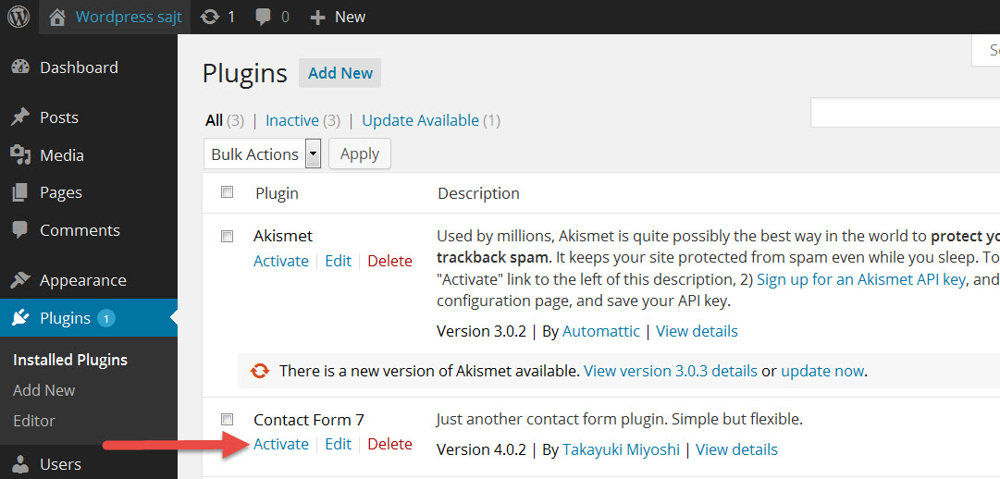 Wordpress sajt 1 0 New
Dashboard
Posts
Media
Pages
Comments
Appearance
Plugins 1
Installed Plugins
Add New
Editor
Users
Plugins Add New
All (3) | Inactive (3) | Update Available (1)
Bulk Actions Apply
Plugin Description
Akismet
Activate | Edit | Delete
Used by millions, Akismet is quite possibly the best way in the world to protect
trackback spam. It keeps your site protected from spam even while you sleep. To
"Activate" link to the left of this description, 2) Sign up for an Akismet API key, and
configuration page, and save your API key.
Version 3.0.2 | By Automattic | View details
There is a new version of Akismet available. View version 3.0.3 details or update now.
Contact Form 7
Activate | Edit | Delete
Just another contact form plugin. Simple but flexible.
Version 4.0.2 | By Takayuki Miyoshi | View details